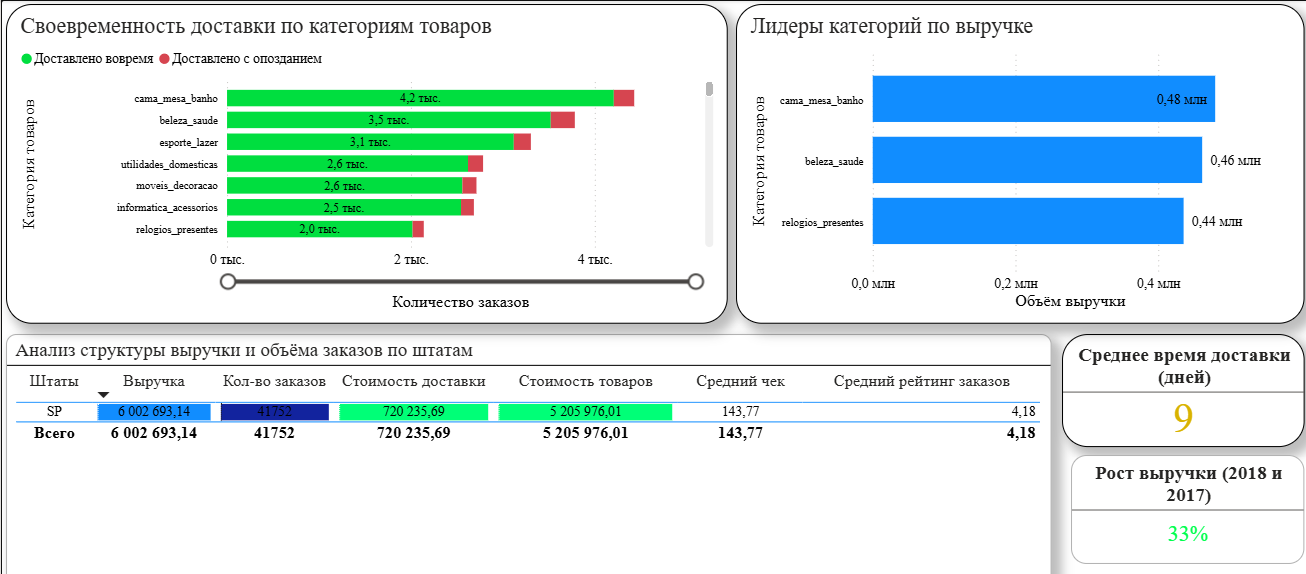 Своевременность доставки по категориям товаров
Доставлено вовремя Доставлено с опозданием
Категория товаров
cama_mesa_banho 4,2 тыс.
beleza_saude 3,5 тыс.
esporte_lazer 3,1 тыс.
utilidades_domesticas 2,6 тыс.
moveis_decoracao 2,6 тыс.
informatica_acessorios 2,5 тыс.
relogios_presentes 2,0 тыс.
0 тыс. 2 тыс. 4 тыс.
Количество заказов
Лидеры категорий по выручке
Категория товаров
cama_mesa_banho 0,48 млн
beleza_saude 0,46 млн
relogios_presentes 0,44 млн
0,0 млн 0,2 млн 0,4 млн
Объём выручки
Анализ структуры выручки и объёма заказов по штатам
Штаты Выручка Кол-во заказов Стоимость доставки Стоимость товаров Средний чек Средний рейтинг заказов
SP 6 002 693,14 41752 720 235,69 5 205 976,01 143,77 4,18
Всего 6 002 693,14 41752 720 235,69 5 205 976,01 143,77 4,18
Среднее время доставки
(дней)
9
Рост выручки (2018 и
2017)
33%